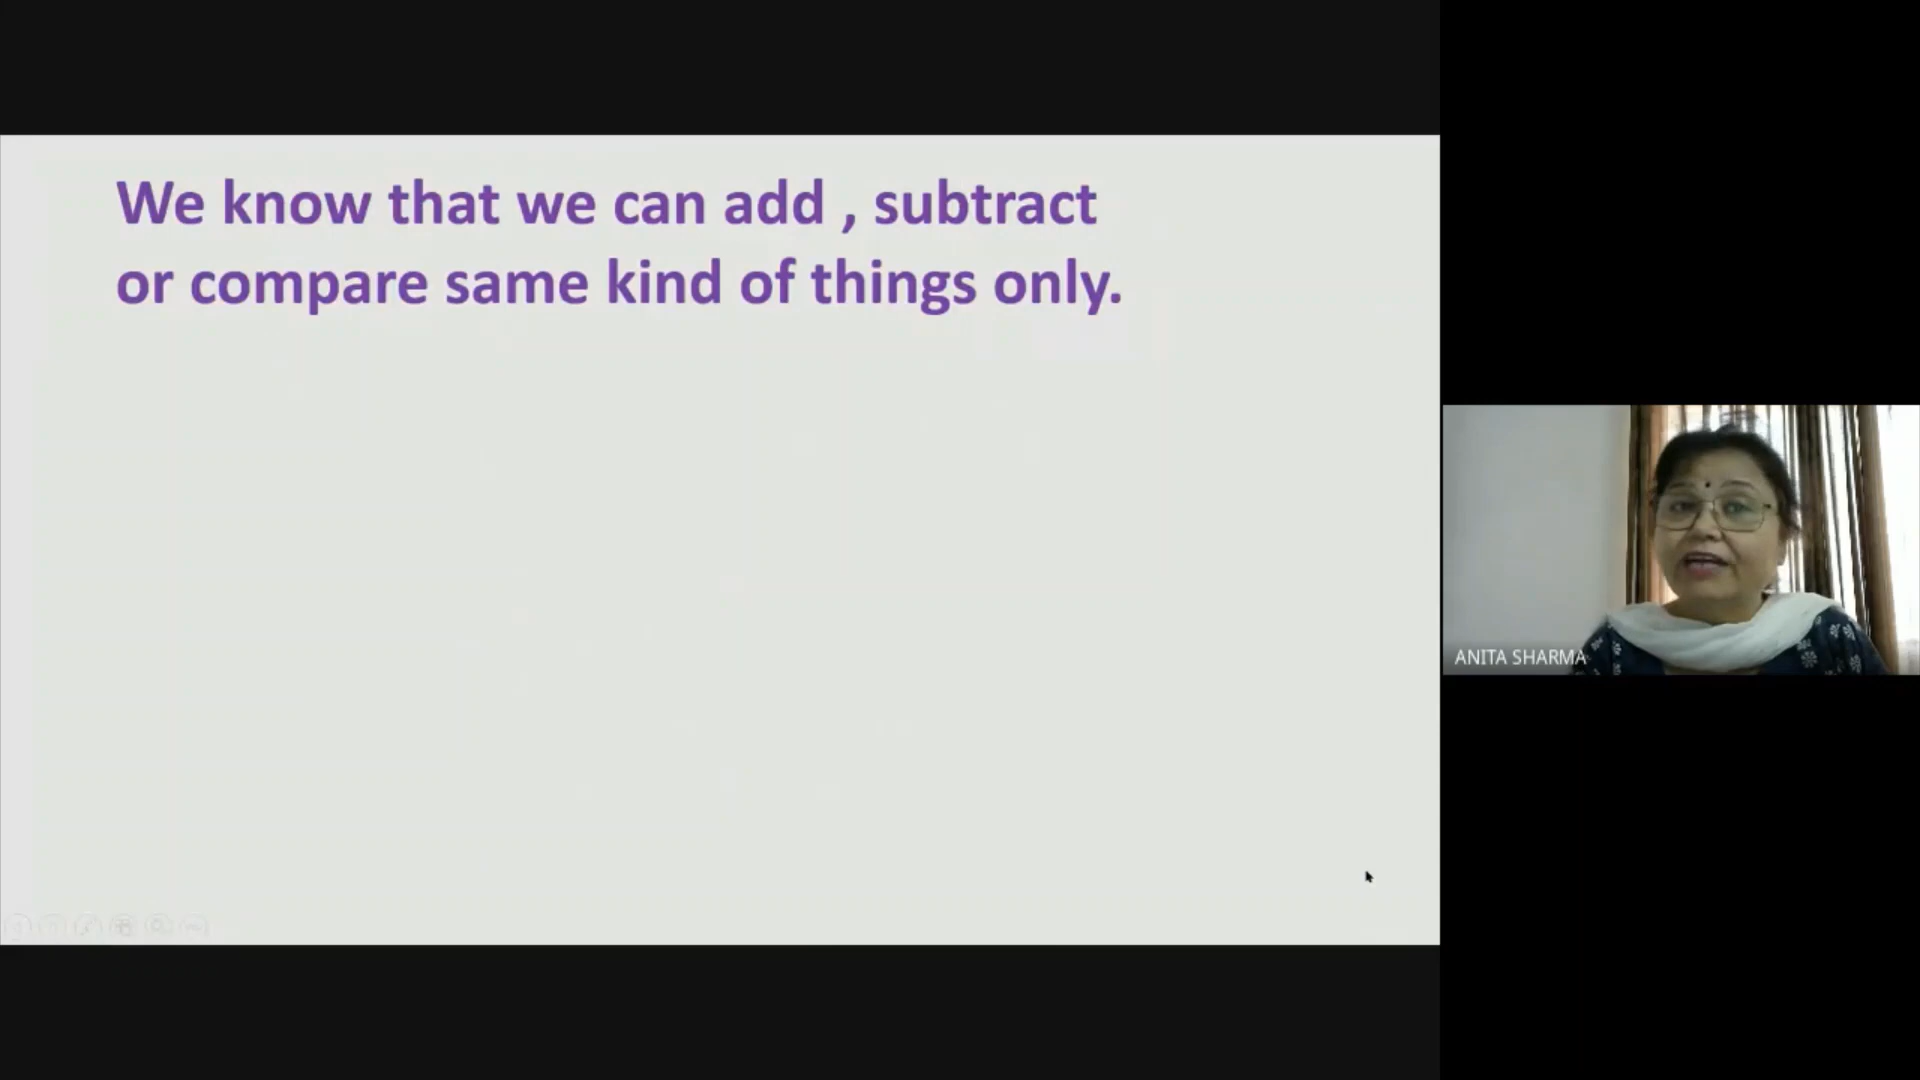 We know that we can add , subtract
or compare same kind of things only.
ANITA SHARMA